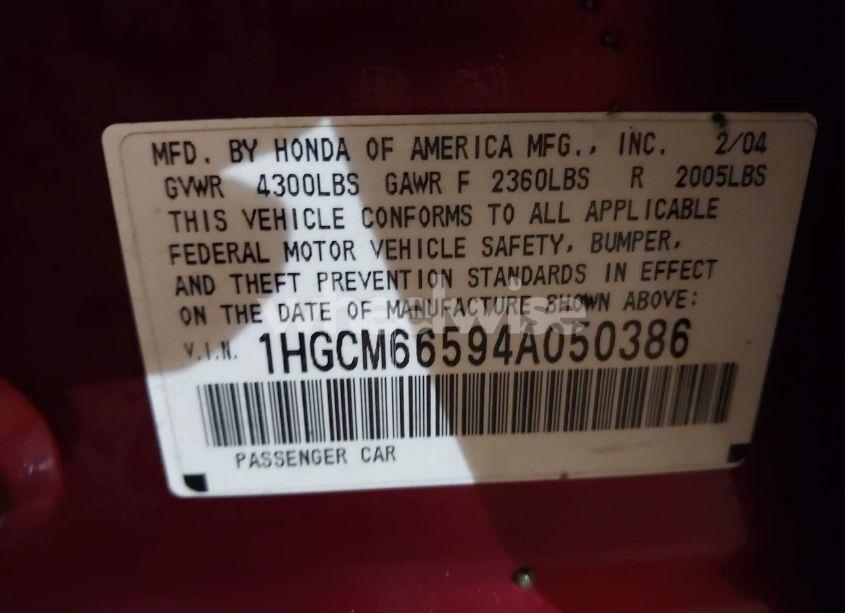 MFD. BY HONDA OF AMERICA MFG., INC. 2/04
GVWR 4300LBS GAWR F 2360LBS R 2005LBS
THIS VEHICLE CONFORMS TO ALL APPLICABLE
FEDERAL MOTOR VEHICLE SAFETY, BUMPER,
AND THEFT PREVENTION STANDARDS IN EFFECT
ON THE DATE OF MANUFACTURE SHOWN ABOVE:
wheelwise
V.I.N. 1HGCM66594A050386
PASSENGER CAR